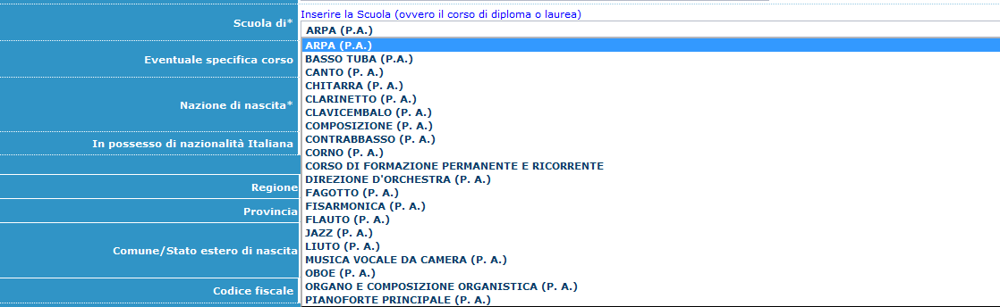 Inserire la Scuola (ovvero il corso di diploma o laurea)
Scuola di*
ARPA (P.A.)
ARPA (P.A.)
BASSO TUBA (P.A.)
Eventuale specifica corso
CANTO (P. A.)
CHITARRA (P. A.)
CLARINETTO (P. A.)
Nazione di nascita*
CLAVICEMBALO (P. A.)
COMPOSIZIONE (P. A.)
CONTRABBASSO (P. A.)
In possesso di nazionalità Italiana
CORNO (P. A.)
CORSO DI FORMAZIONE PERMANENTE E RICORRENTE
DIREZIONE D'ORCHESTRA (P. A.)
Regione
FAGOTTO (P. A.)
FISARMONICA (P. A.)
Provincia
FLAUTO (P. A.)
JAZZ (P. A.)
LIUTO (P. A.)
Comune/Stato estero di nascita
MUSICA VOCALE DA CAMERA (P. A.)
OBOE (P. A.)
ORGANO E COMPOSIZIONE ORGANISTICA (P. A.)
Codice fiscale
PIANOFORTE PRINCIPALE (P. A.)